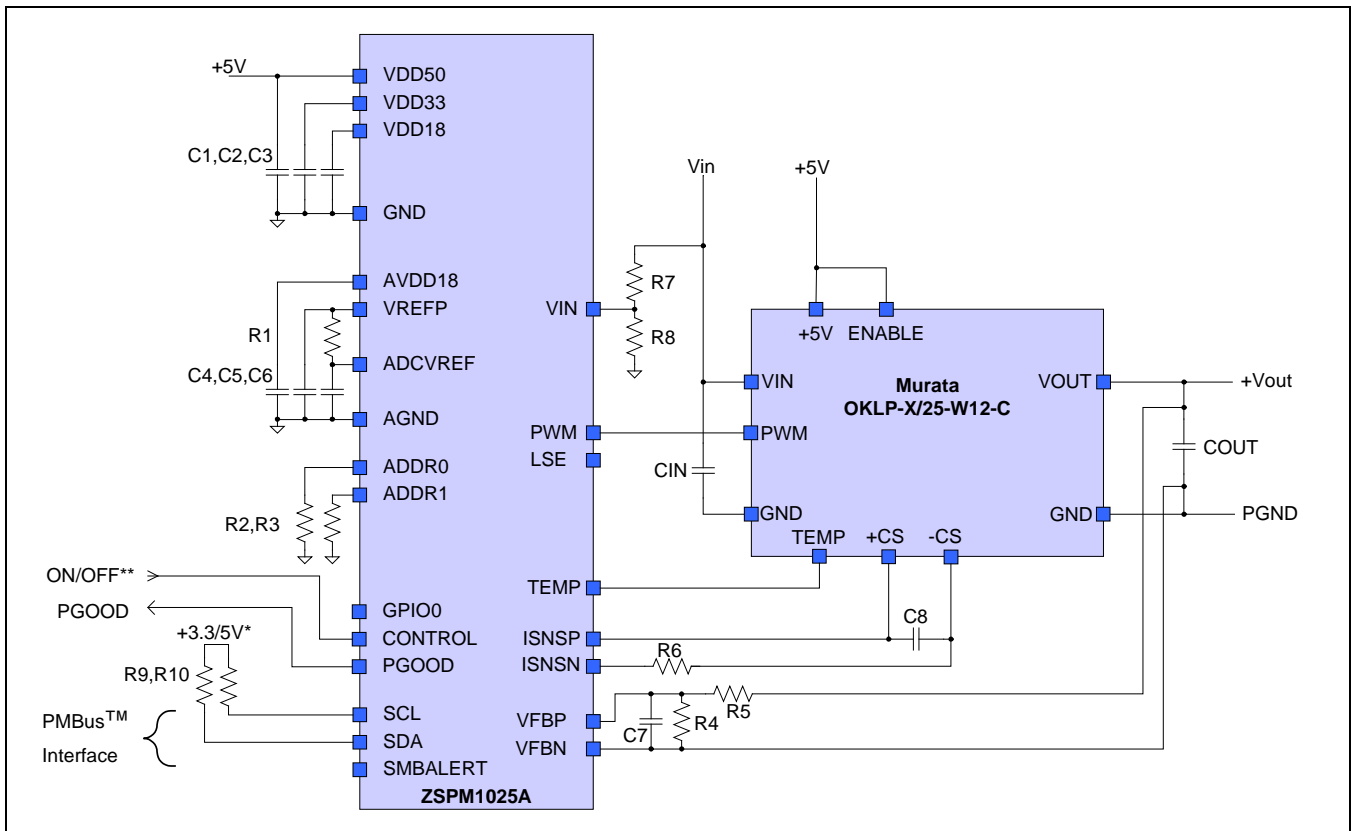 +5V
VDD50
VDD33
VDD18
C1,C2,C3
GND
AVDD18
VREFP
R1
ADCVREF
C4,C5,C6
AGND
ADDR0
ADDR1
R2,R3
ON/OFF**
PGOOD
+3.3/5V*
R9,R10
PMBus™
Interface
GPIO0
CONTROL
PGOOD
SCL
SDA
SMBALERT
ZSPM1025A
VIN
PWM
LSE
TEMP
ISNSP
ISNSN
VFBP
VFBN
Vin
R7
R8
CIN
+5V
+5V
ENABLE
VIN
Murata
OKLP-X/25-W12-C
VOUT
PWM
GND
GND
TEMP
+CS
-CS
+Vout
COUT
PGND
C8
R6
R5
C7
R4